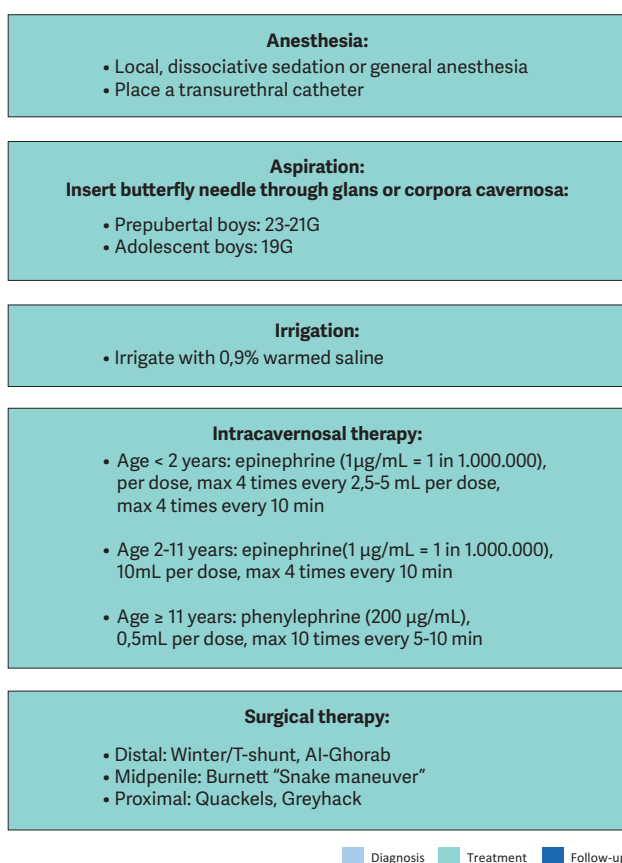 Anesthesia:
• Local, dissociative sedation or general anesthesia
• Place a transurethral catheter
Aspiration:
Insert butterfly needle through glans or corpora cavernosa:
• Prepubertal boys: 23-21G
• Adolescent boys: 19G
Irrigation:
• Irrigate with 0,9% warmed saline
Intracavernosal therapy:
• Age < 2 years: epinephrine (1µg/mL = 1 in 1.000.000),
per dose, max 4 times every 2,5-5 mL per dose,
max 4 times every 10 min
• Age 2-11 years: epinephrine(1 µg/mL = 1 in 1.000.000),
10mL per dose, max 4 times every 10 min
• Age ≥ 11 years: phenylephrine (200 µg/mL),
0,5mL per dose, max 10 times every 5-10 min
Surgical therapy:
• Distal: Winter/T-shunt, Al-Ghorab
• Midpenile: Burnett “Snake maneuver”
• Proximal: Quackels, Greyhack
Diagnosis Treatment Follow-up